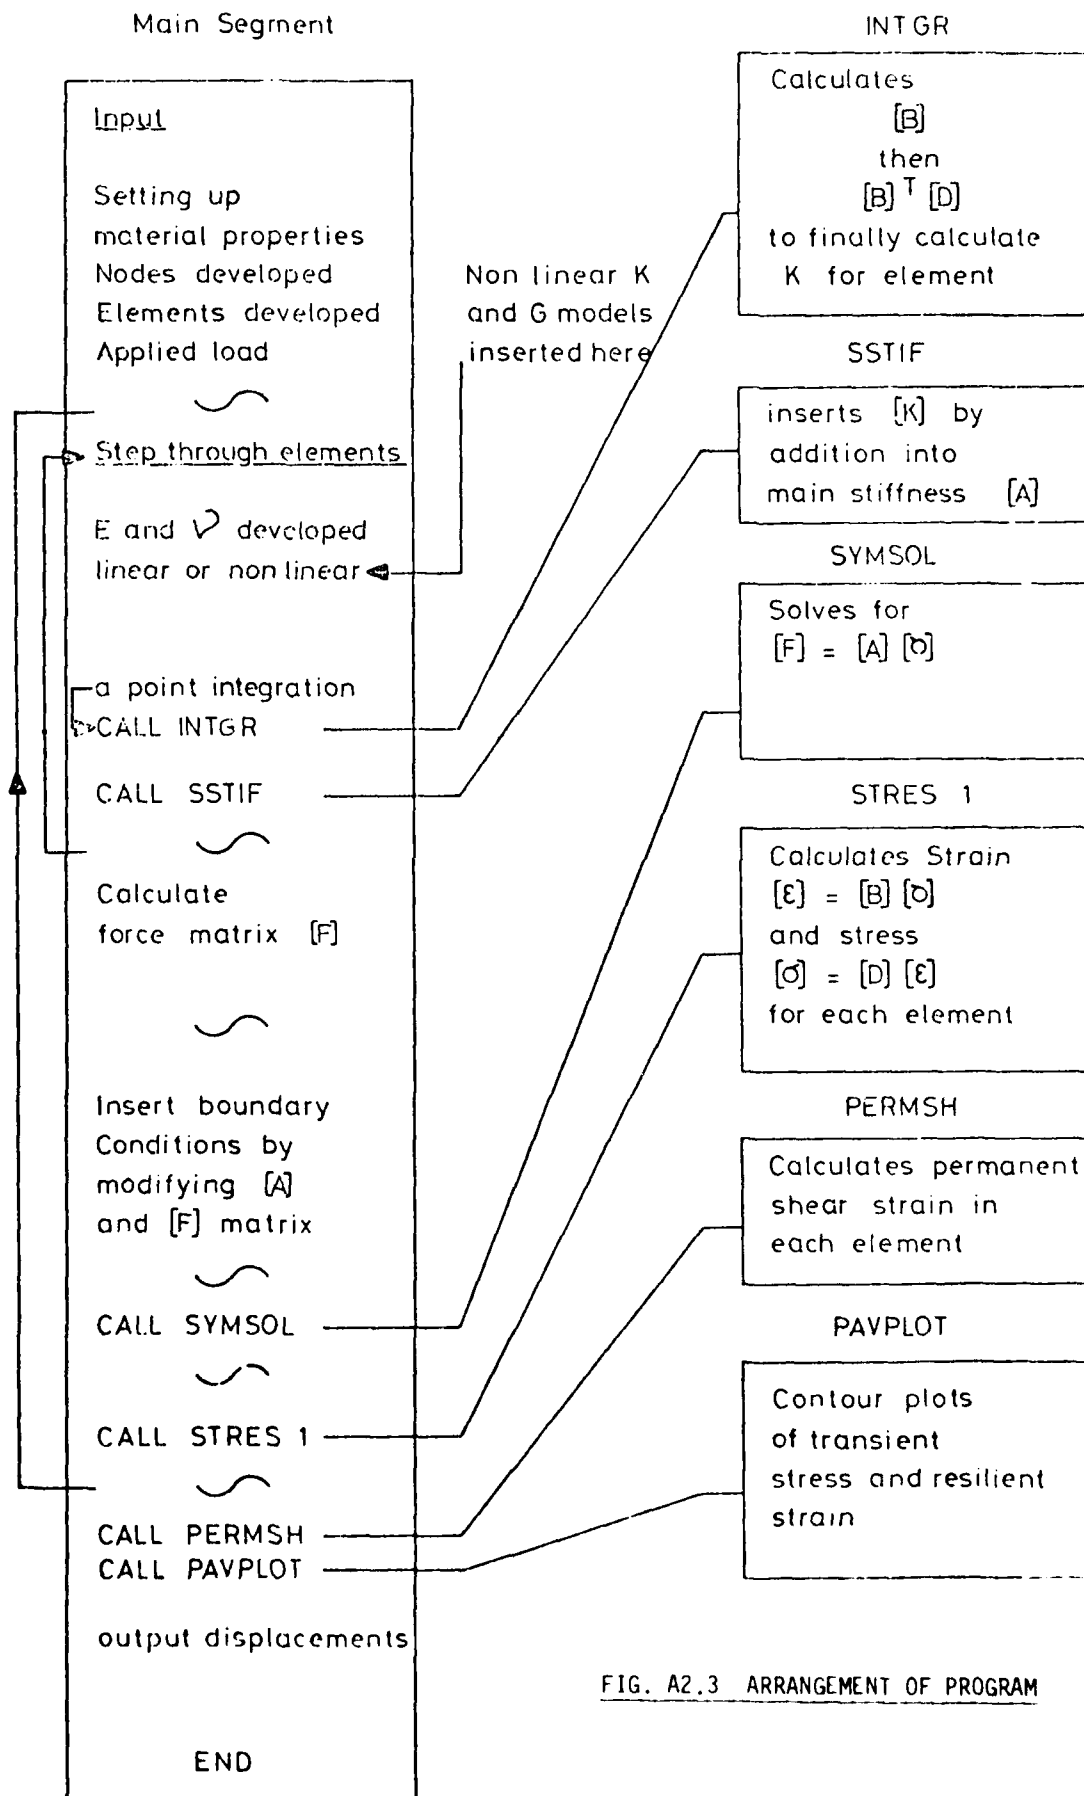 Main Segment
Input
Setting up
material properties
Nodes developed
Elements developed
Applied load
Step through elements
E and ν developed
linear or non linear
a point integration
CALL INTGR
CALL SSTIF
Calculate
force matrix [F]
Insert boundary
Conditions by
modifying [A]
and [F] matrix
CALL SYMSOL
CALL STRES 1
CALL PERMSH
CALL PAVPLOT
output displacements
END
Non linear K
and G models
inserted here
INTGR
Calculates
[B]
then
[B]ᵀ [D]
to finally calculate
K for element
SSTIF
inserts [K] by
addition into
main stiffness [A]
SYMSOL
Solves for
[F] = [A] [δ]
STRES 1
Calculates Strain
[ε] = [B] [δ]
and stress
[σ] = [D] [ε]
for each element
PERMSH
Calculates permanent
shear strain in
each element
PAVPLOT
Contour plots
of transient
stress and resilient
strain
FIG. A2.3 ARRANGEMENT OF PROGRAM